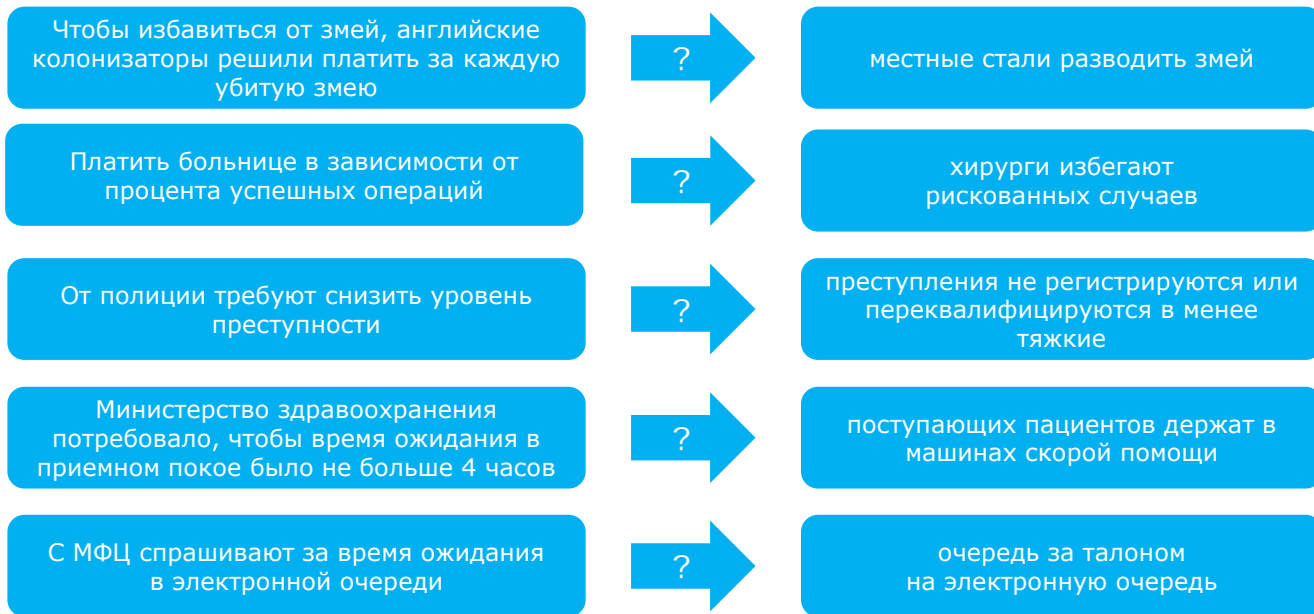 Чтобы избавиться от змей, английские
колонизаторы решили платить за каждую
убитую змею
?
местные стали разводить змей
Платить больнице в зависимости от
процента успешных операций
?
хирурги избегают
рискованных случаев
От полиции требуют снизить уровень
преступности
?
преступления не регистрируются или
переквалифицируются в менее
тяжкие
Министерство здравоохранения
потребовало, чтобы время ожидания в
приемном покое было не больше 4 часов
?
поступающих пациентов держат в
машинах скорой помощи
С МФЦ спрашивают за время ожидания
в электронной очереди
?
очередь за талоном
на электронную очередь